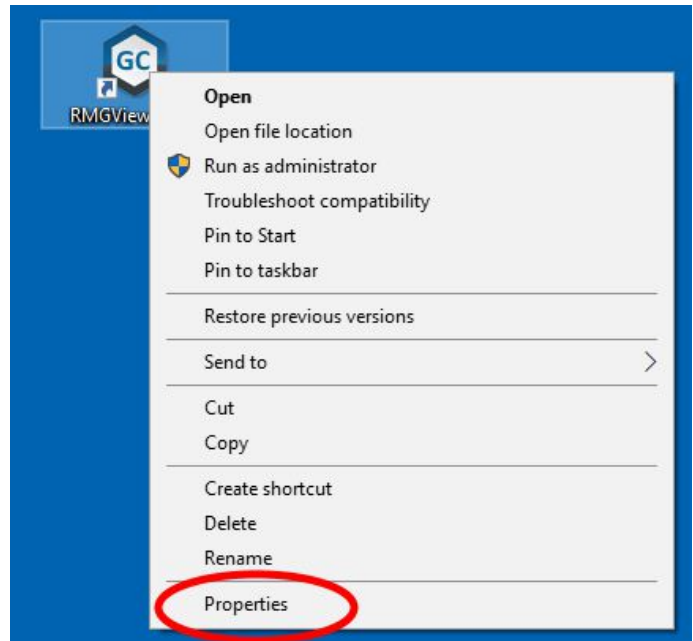 GC
RMGView
Open
Open file location
Run as administrator
Troubleshoot compatibility
Pin to Start
Pin to taskbar
Restore previous versions
Send to
Cut
Copy
Create shortcut
Delete
Rename
Properties